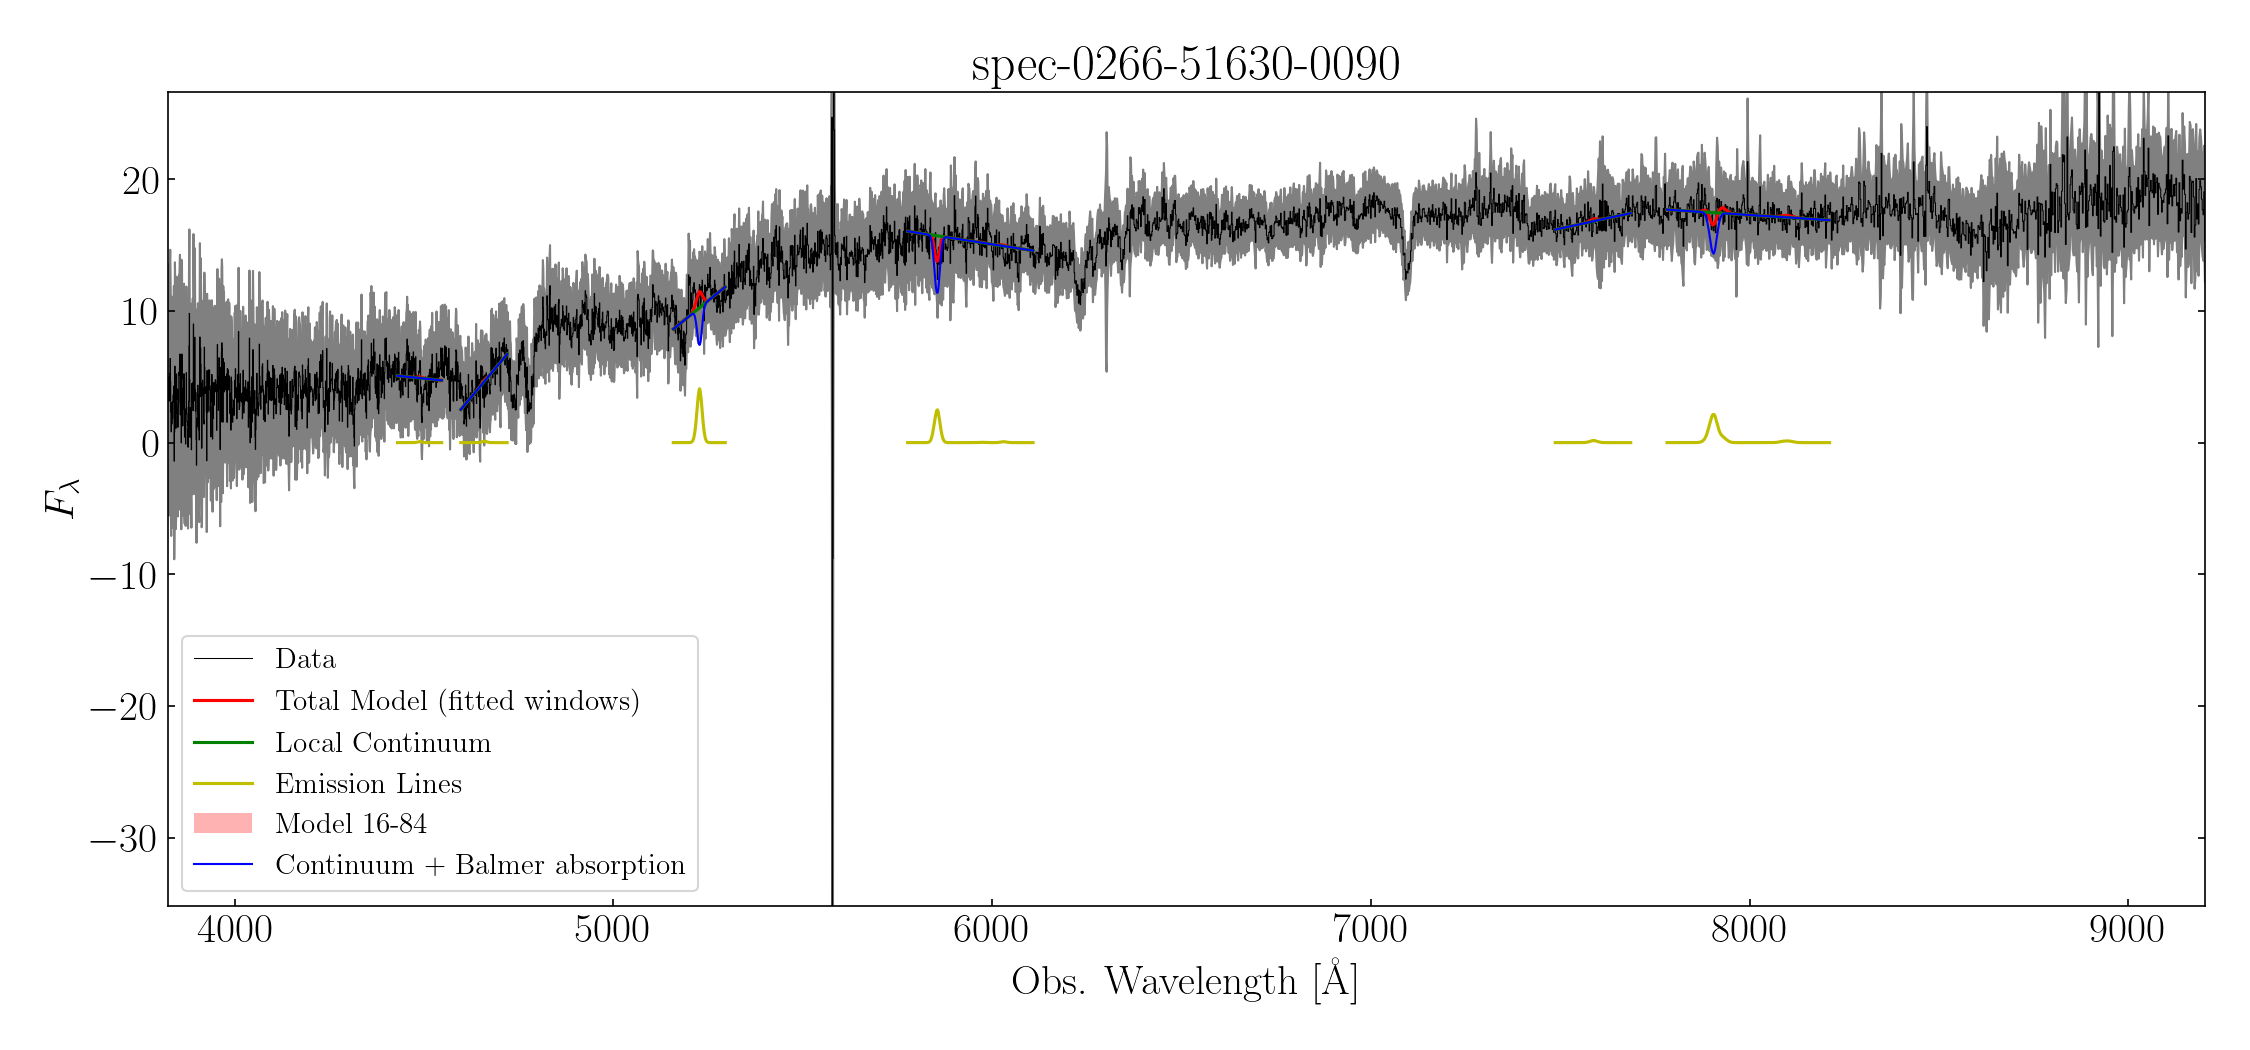 spec-0266-51630-0090
20
10
0
−10
−20
−30
F_λ
Data
Total Model (fitted windows)
Local Continuum
Emission Lines
Model 16-84
Continuum + Balmer absorption
4000 5000 6000 7000 8000 9000
Obs. Wavelength [Å]